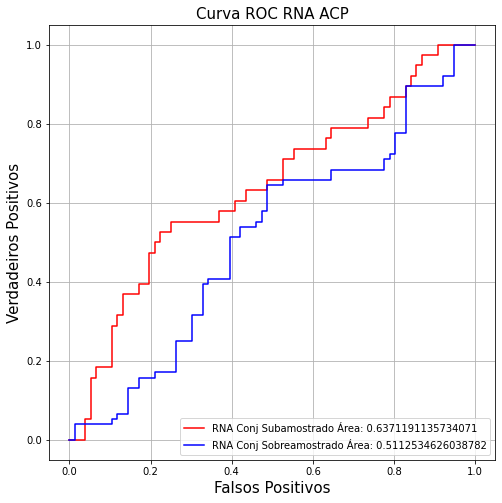 Curva ROC RNA ACP
1.0
0.8
0.6
0.4
0.2
0.0
Verdadeiros Positivos
RNA Conj Subamostrado Área: 0.6371191135734071
RNA Conj Sobreamostrado Área: 0.5112534626038782
0.0 0.2 0.4 0.6 0.8 1.0
Falsos Positivos